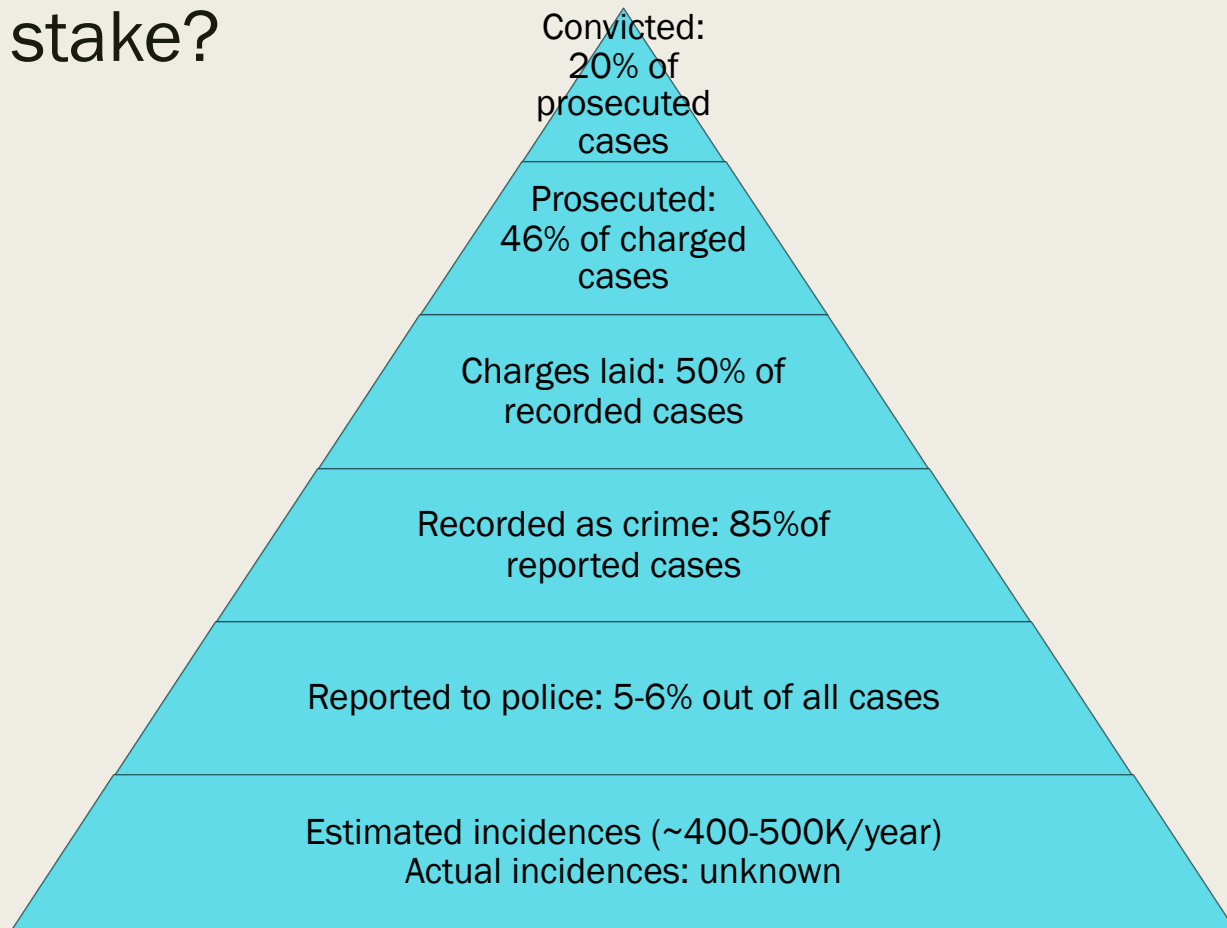 stake?
Convicted:
20% of
prosecuted
cases
Prosecuted:
46% of charged
cases
Charges laid: 50% of
recorded cases
Recorded as crime: 85%of
reported cases
Reported to police: 5-6% out of all cases
Estimated incidences (~400-500K/year)
Actual incidences: unknown